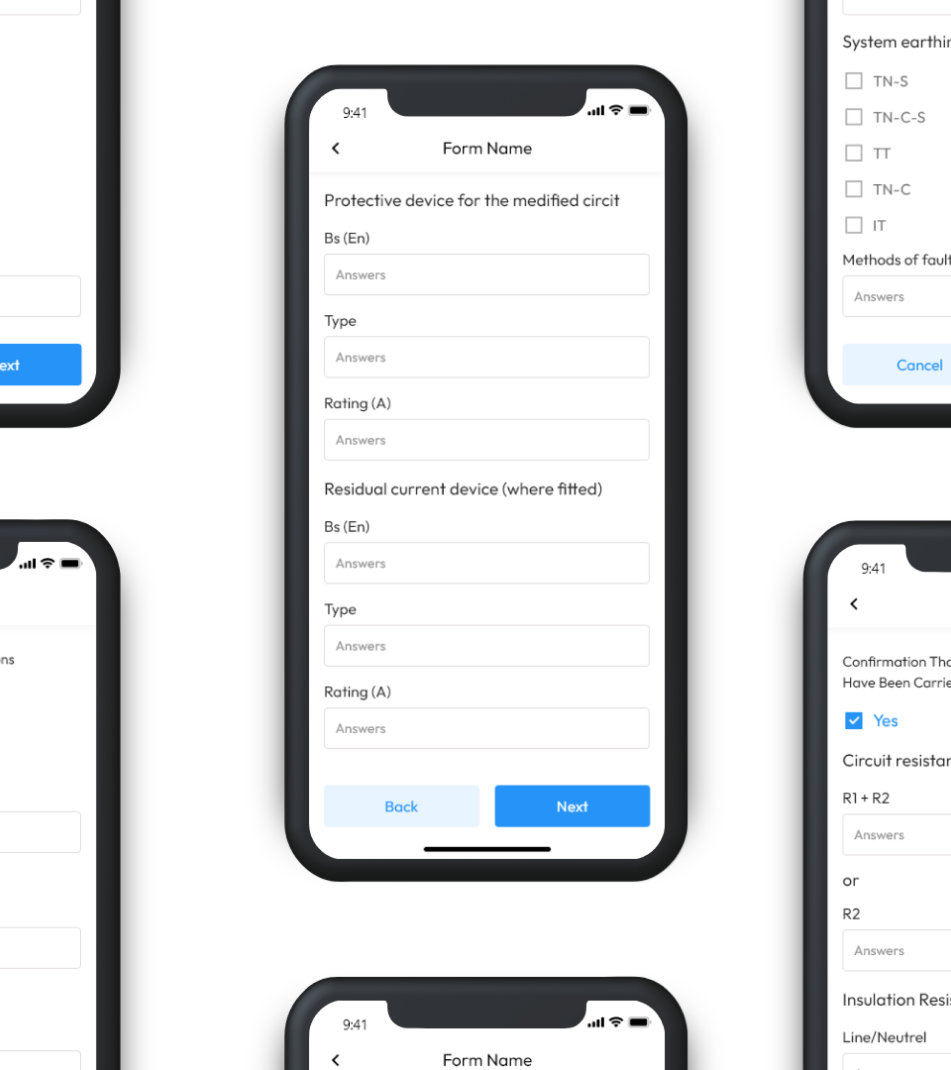 9:41
Form Name
Protective device for the medified circit
Bs (En)
Answers
Type
Answers
Rating (A)
Answers
Residual current device (where fitted)
Bs (En)
Answers
Type
Answers
Rating (A)
Answers
Back
Next
9:41
Form Name
System earthin
TN-S
TN-C-S
TT
TN-C
IT
Methods of fault
Answers
Cancel
9:41
Confirmation Tha
Have Been Carrie
Yes
Circuit resistan
R1 + R2
Answers
or
R2
Answers
Insulation Resis
Line/Neutrel
ext
ns